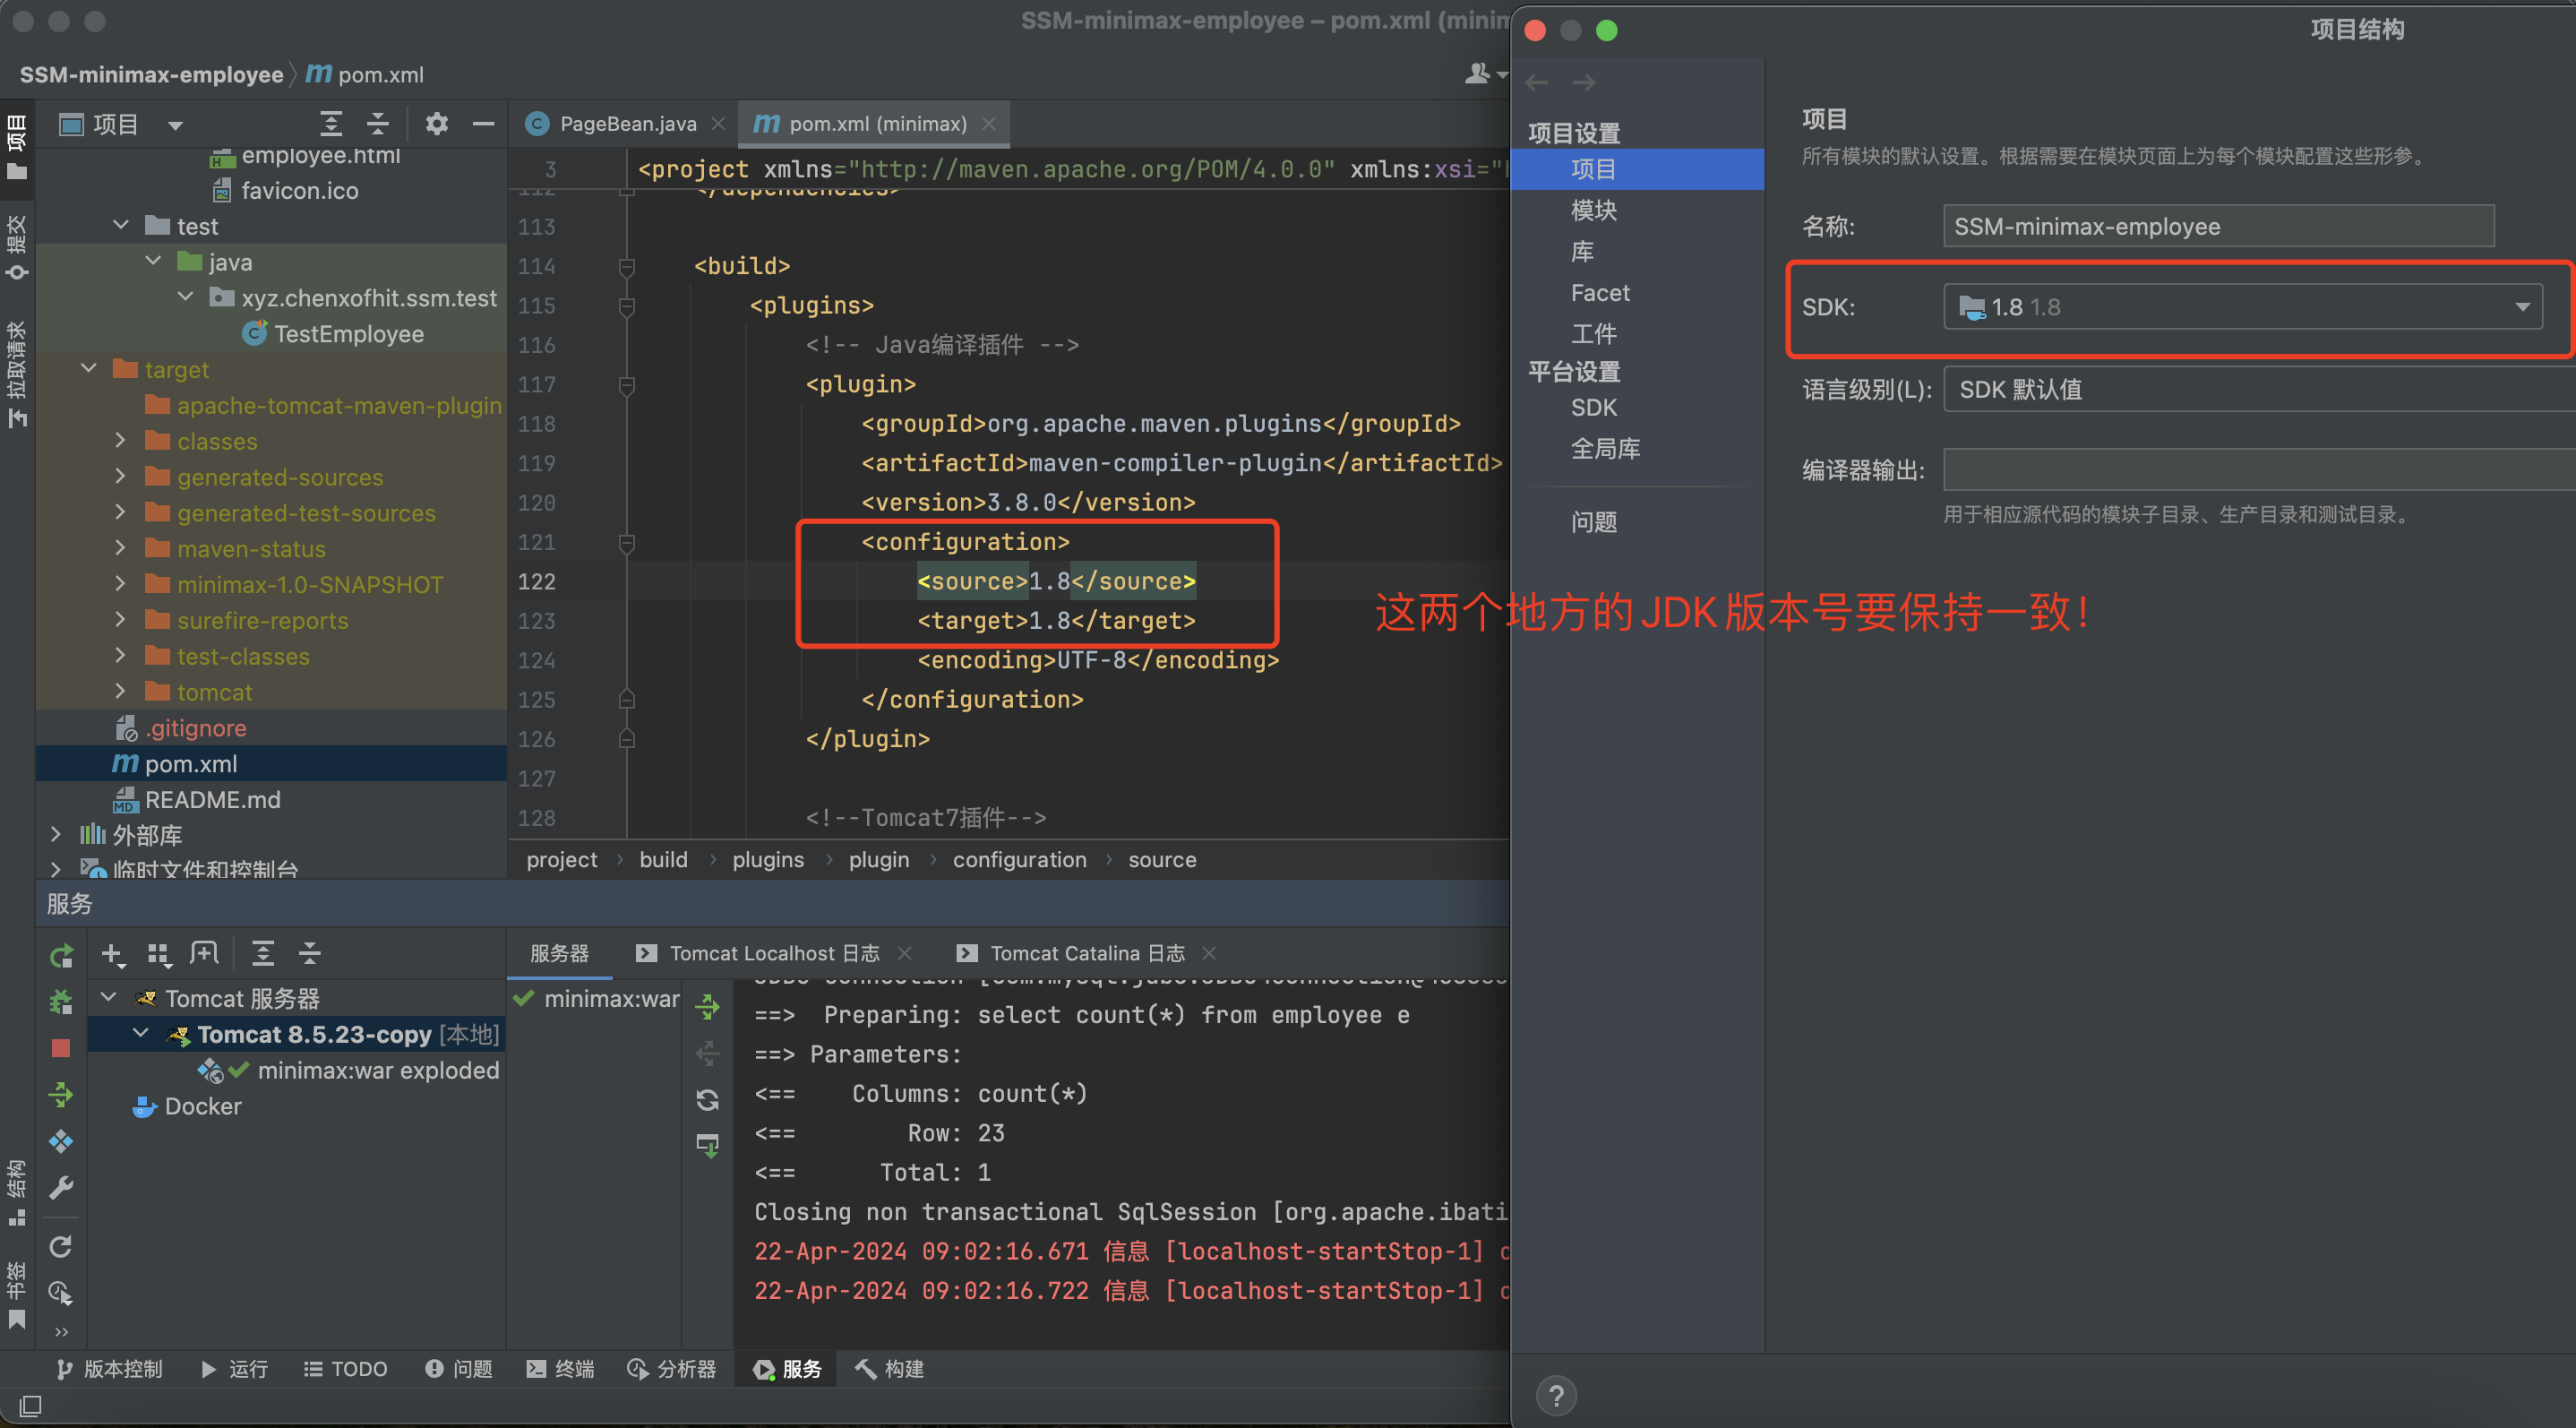 SSM-minimax-employee – pom.xml
SSM-minimax-employee
pom.xml
项目
employee.html
favicon.ico
test
java
xyz.chenxofhit.ssm.test
TestEmployee
target
apache-tomcat-maven-plugin
classes
generated-sources
generated-test-sources
maven-status
minimax-1.0-SNAPSHOT
surefire-reports
test-classes
tomcat
.gitignore
pom.xml
README.md
外部库
临时文件和控制台
项目
提交
拉取请求
结构
书签
PageBean.java
pom.xml (minimax)
3 <project xmlns="http://maven.apache.org/POM/4.0.0" xmlns:xsi="
112 </dependencies>
113
114 <build>
115 <plugins>
116 <!-- Java编译插件 -->
117 <plugin>
118 <groupId>org.apache.maven.plugins</groupId>
119 <artifactId>maven-compiler-plugin</artifactId>
120 <version>3.8.0</version>
121 <configuration>
122 <source>1.8</source>
123 <target>1.8</target>
124 <encoding>UTF-8</encoding>
125 </configuration>
126 </plugin>
127
128 <!--Tomcat7插件-->
project › build › plugins › plugin › configuration › source
这两个地方的JDK版本号要保持一致！
项目结构
项目设置
项目
模块
库
Facet
工件
平台设置
SDK
全局库
问题
项目
所有模块的默认设置。根据需要在模块页面上为每个模块配置这些形参。
名称: SSM-minimax-employee
SDK: 1.8 1.8
语言级别(L): SDK 默认值
编译器输出:
用于相应源代码的模块子目录、生产目录和测试目录。
服务
Tomcat 服务器
Tomcat 8.5.23-copy [本地]
minimax:war exploded
Docker
服务器
Tomcat Localhost 日志
Tomcat Catalina 日志
minimax:war
==> Preparing: select count(*) from employee e
==> Parameters:
<== Columns: count(*)
<== Row: 23
<== Total: 1
Closing non transactional SqlSession [org.apache.ibati
22-Apr-2024 09:02:16.671 信息 [localhost-startStop-1]
22-Apr-2024 09:02:16.722 信息 [localhost-startStop-1]
版本控制
运行
TODO
问题
终端
分析器
服务
构建